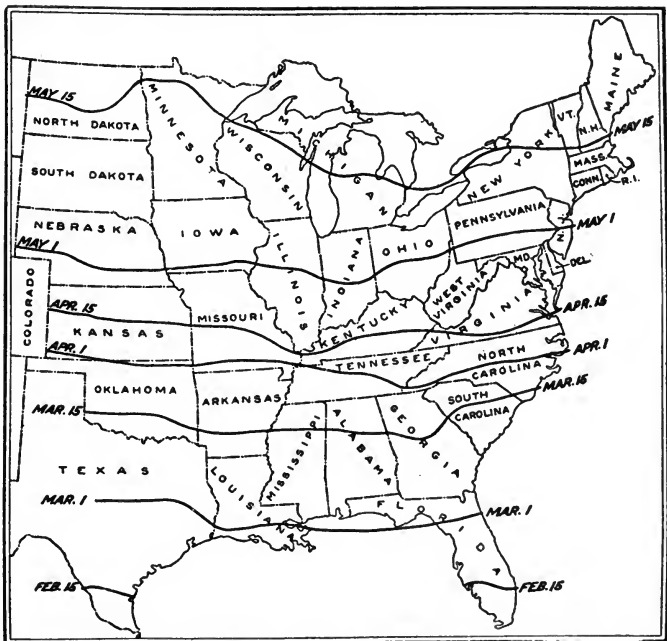 MAINE
MAY 15
VT.
N.H.
MAY 15
NORTH DAKOTA
MINNESOTA
WISCONSIN
MICHIGAN
NEW YORK
MASS.
CONN.
R.I.
SOUTH DAKOTA
PENNSYLVANIA
N.J.
MAY 1
NEBRASKA
IOWA
ILLINOIS
INDIANA
OHIO
MAY 1
MD.
DEL.
WEST
VIRGINIA
VIRGINIA
COLORADO
APR. 15
KANSAS
MISSOURI
KENTUCKY
APR. 15
APR. 1
TENNESSEE
NORTH
CAROLINA
APR. 1
OKLAHOMA
ARKANSAS
MAR. 15
SOUTH
CAROLINA
MAR. 15
MISSISSIPPI
ALABAMA
GEORGIA
TEXAS
LOUISIANA
MAR. 1
FLORIDA
MAR. 1
FEB. 15
FEB. 15